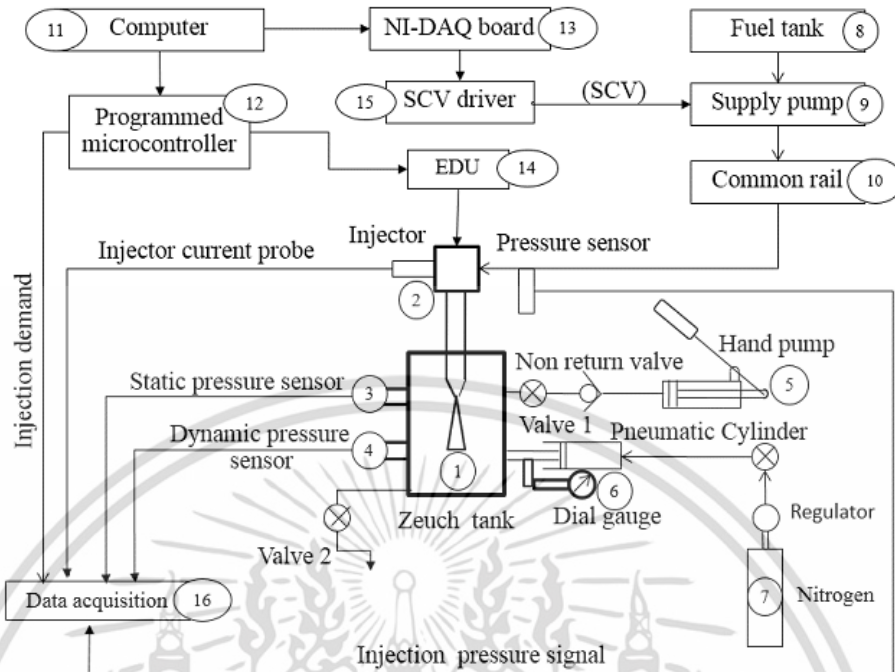 11
Computer
NI-DAQ board
13
Fuel tank
8
12
Programmed
microcontroller
15
SCV driver
(SCV)
Supply pump
9
EDU
14
Common rail
10
Injector
Pressure sensor
Injector current probe
2
Injection demand
Hand pump
Non return valve
5
Static pressure sensor
3
Valve 1
Dynamic pressure
sensor
4
1
Pneumatic Cylinder
6
Zeuch tank
Dial gauge
Regulator
Valve 2
7
Nitrogen
Data acquisition
16
Injection pressure signal